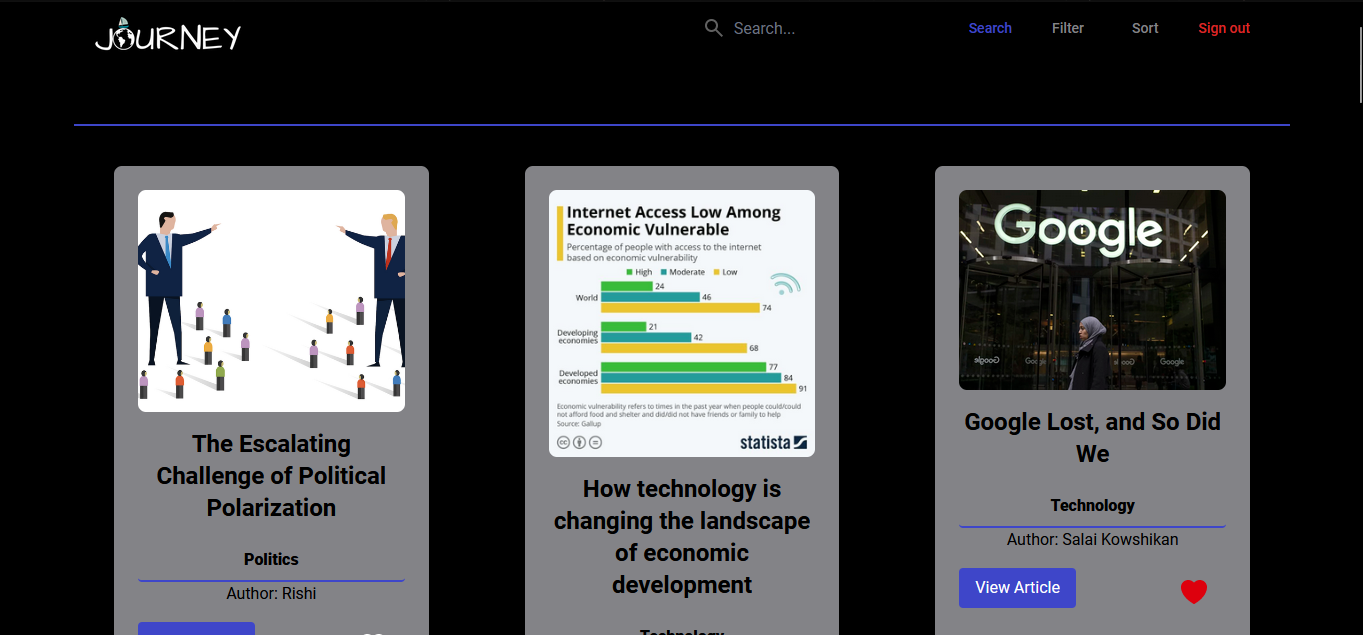 JOURNEY
Search...
Search
Filter
Sort
Sign out
The Escalating
Challenge of Political
Polarization
Politics
Author: Rishi
Internet Access Low Among
Economic Vulnerable
Percentage of people with access to the internet
based on economic vulnerability
High Moderate Low
World
24
46
74
Developing
economies
21
42
68
Developed
economies
77
84
91
Economic vulnerability refers to times in the past year when people could/could
not afford food and shelter and did/did not have friends or family to help
Source: Gallup
statista
How technology is
changing the landscape
of economic
development
Technology
Google
Google
Google
Google Lost, and So Did
We
Technology
Author: Salai Kowshikan
View Article